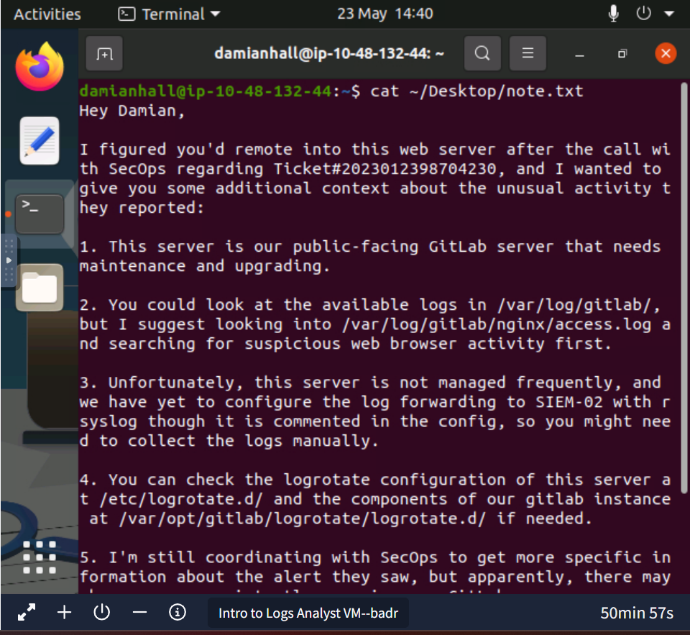 Activities Terminal 23 May 14:40
damianhall@ip-10-48-132-44: ~
damianhall@ip-10-48-132-44:~$ cat ~/Desktop/note.txt
Hey Damian,
I figured you'd remote into this web server after the call wi
th SecOps regarding Ticket#2023012398704230, and I wanted to
give you some additional context about the unusual activity t
hey reported:
1. This server is our public-facing GitLab server that needs
maintenance and upgrading.
2. You could look at the available logs in /var/log/gitlab/,
but I suggest looking into /var/log/gitlab/nginx/access.log a
nd searching for suspicious web browser activity first.
3. Unfortunately, this server is not managed frequently, and
we have yet to configure the log forwarding to SIEM-02 with r
syslog though it is commented in the config, so you might nee
d to collect the logs manually.
4. You can check the logrotate configuration of this server a
t /etc/logrotate.d/ and the components of our gitlab instance
at /var/opt/gitlab/logrotate/logrotate.d/ if needed.
5. I'm still coordinating with SecOps to get more specific in
formation about the alert they saw, but apparently, there may
Intro to Logs Analyst VM--badr 50min 57s